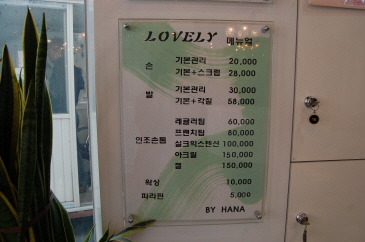 LOVELY 메뉴얼
손 기본관리 20,000
기본+스크럽 28,000
발 기본관리 30,000
기본+각질 58,000
인조손톱 레귤러팁 60,000
프렌치팁 80,000
실크익스텐션 100,000
아크릴 150,000
젤 150,000
왁싱 10,000
파라핀 5,000
BY HANA